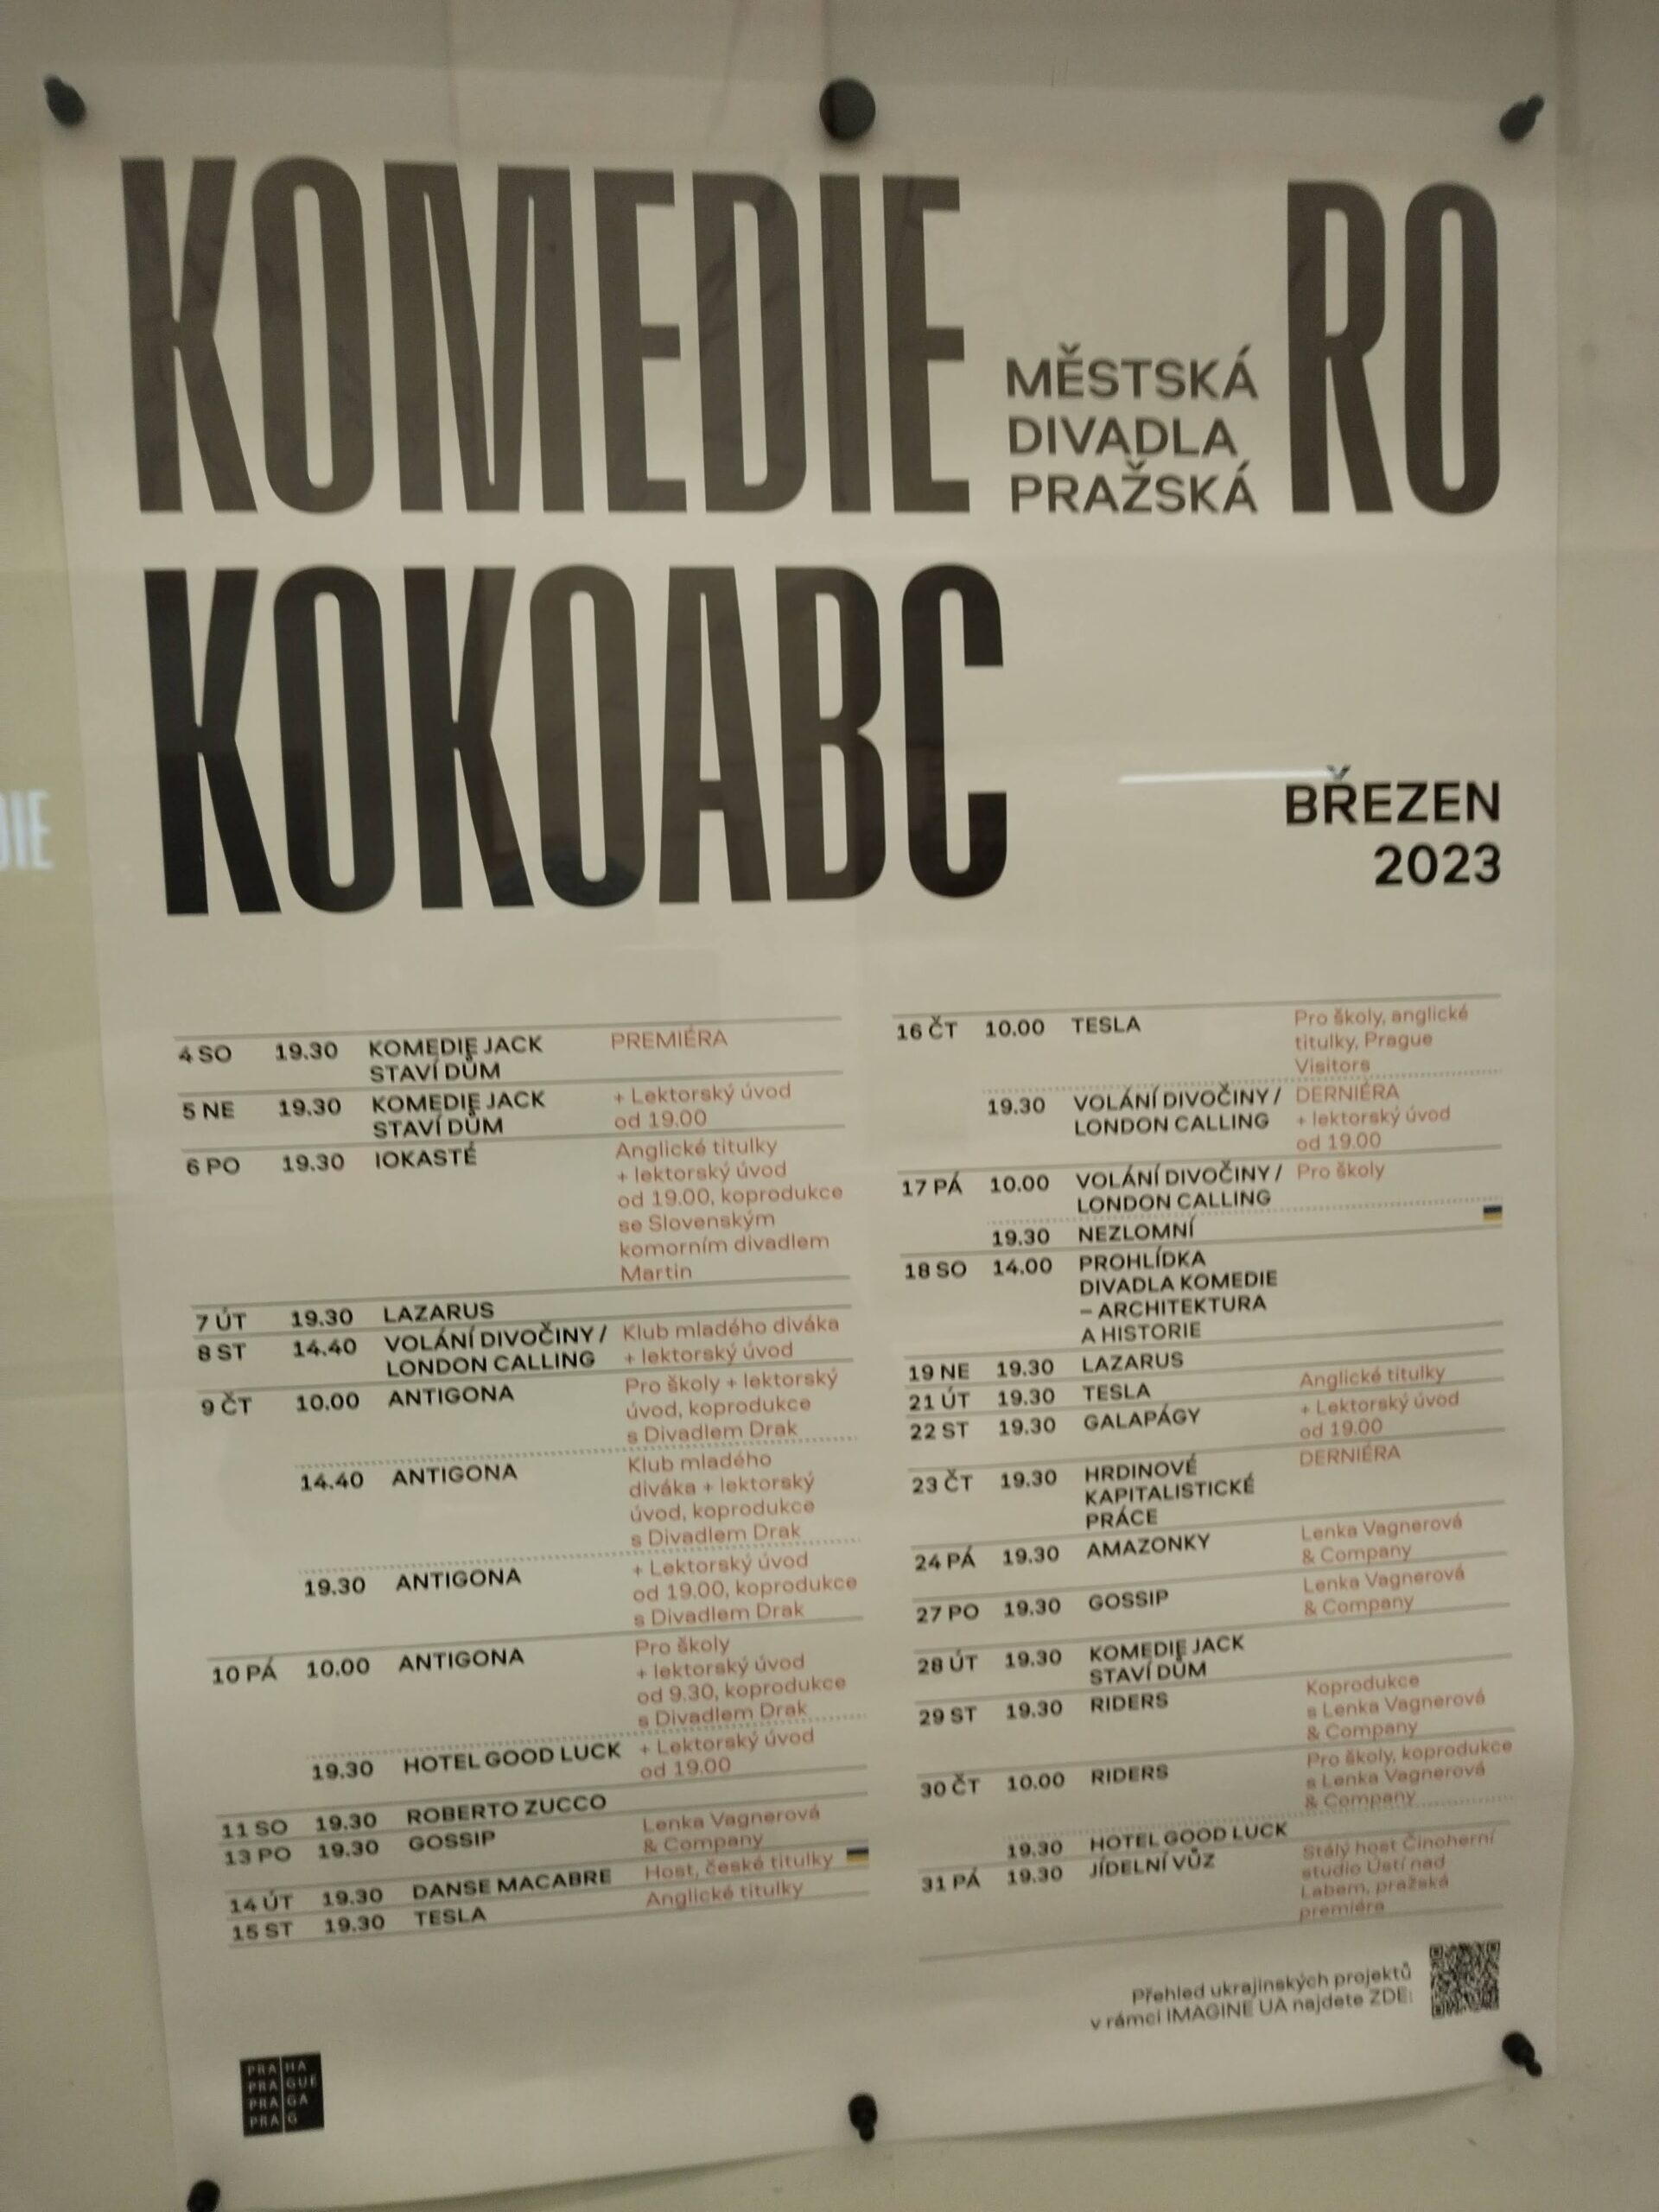 KOMEDIE
MĚSTSKÁ
DIVADLA
PRAŽSKÁ
RO
KOKOABC
BŘEZEN
2023
4 SO 19.30 KOMEDIE JACK PREMIÉRA
STAVÍ DŮM
5 NE 19.30 KOMEDIE JACK + Lektorský úvod
STAVÍ DŮM od 19.00
6 PO 19.30 IOKASTÉ Anglické titulky
+ lektorský úvod
od 19.00, koprodukce
se Slovenským
komorním divadlem
Martin
7 ÚT 19.30 LAZARUS
8 ST 14.40 VOLÁNÍ DIVOČINY / Klub mladého diváka
LONDON CALLING + lektorský úvod
9 ČT 10.00 ANTIGONA Pro školy + lektorský
úvod, koprodukce
s Divadlem Drak
14.40 ANTIGONA Klub mladého
diváka + lektorský
úvod, koprodukce
s Divadlem Drak
19.30 ANTIGONA + Lektorský úvod
od 19.00, koprodukce
s Divadlem Drak
10 PÁ 10.00 ANTIGONA Pro školy
+ lektorský úvod
od 9.30, koprodukce
s Divadlem Drak
19.30 HOTEL GOOD LUCK + Lektorský úvod
od 19.00
11 SO 19.30 ROBERTO ZUCCO
13 PO 19.30 GOSSIP Lenka Vagnerová
& Company
14 ÚT 19.30 DANSE MACABRE Host, české titulky
15 ST 19.30 TESLA Anglické titulky
16 ČT 10.00 TESLA Pro školy, anglické
titulky, Prague
Visitors
19.30 VOLÁNÍ DIVOČINY / DERNIÉRA
LONDON CALLING + lektorský úvod
od 19.00
17 PÁ 10.00 VOLÁNÍ DIVOČINY / Pro školy
LONDON CALLING
19.30 NEZLOMNÍ
18 SO 14.00 PROHLÍDKA
DIVADLA KOMEDIE
– ARCHITEKTURA
A HISTORIE
19 NE 19.30 LAZARUS
21 ÚT 19.30 TESLA Anglické titulky
22 ST 19.30 GALAPÁGY + Lektorský úvod
od 19.00
23 ČT 19.30 HRDINOVÉ DERNIÉRA
KAPITALISTICKÉ
PRÁCE
24 PÁ 19.30 AMAZONKY Lenka Vagnerová
& Company
27 PO 19.30 GOSSIP Lenka Vagnerová
& Company
28 ÚT 19.30 KOMEDIE JACK
STAVÍ DŮM
29 ST 19.30 RIDERS Koprodukce
s Lenka Vagnerová
& Company
30 ČT 10.00 RIDERS Pro školy, koprodukce
s Lenka Vagnerová
& Company
19.30 HOTEL GOOD LUCK
31 PÁ 19.30 JÍDELNÍ VŮZ Stálý host Činoherní
studio Ústí nad
Labem, pražská
premiéra
Přehled ukrajinských projektů
v rámci IMAGINE UA najdete ZDE:
PRA HA
PRA GUE
PRA GA
PRA G